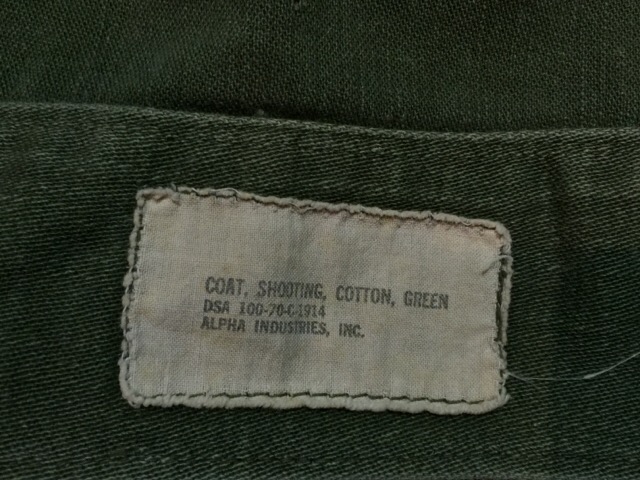 COAT, SHOOTING, COTTON, GREEN
DSA 100-70-C-1914
ALPHA INDUSTRIES, INC.